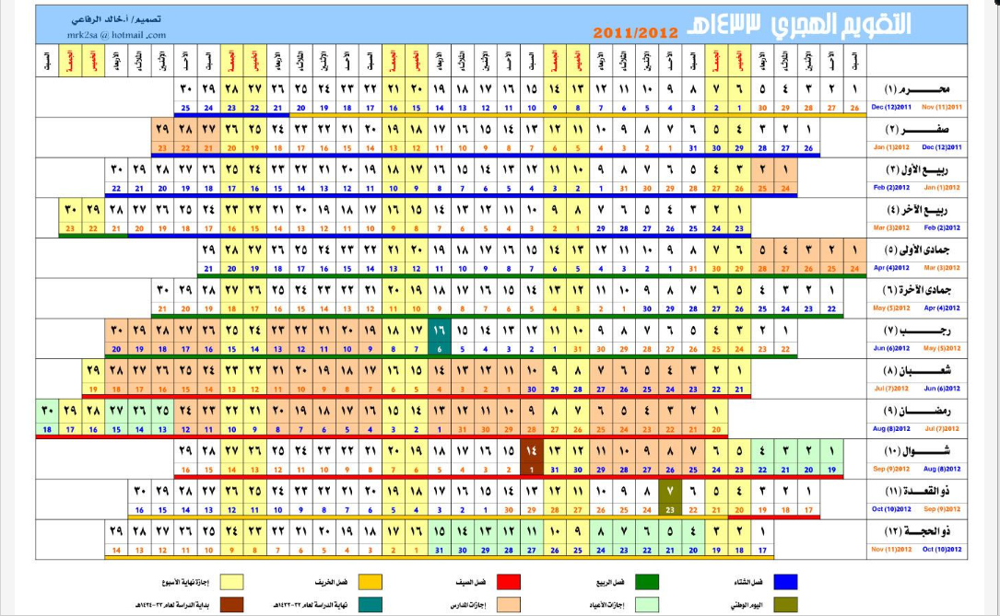 التقويم الهجري ١٤٣٣هـ 2011/2012
تصميم/ أ.خالد الرفاعي
mrk2sa @ hotmail .com
السبت الأحد الإثنين الثلاثاء الأربعاء الخميس الجمعة السبت الأحد الإثنين الثلاثاء الأربعاء الخميس الجمعة السبت الأحد الإثنين الثلاثاء الأربعاء الخميس الجمعة السبت الأحد الإثنين الثلاثاء الأربعاء الخميس الجمعة السبت الأحد الإثنين الثلاثاء الأربعاء الخميس الجمعة السبت
محــــرم (١) ١ ٢ ٣ ٤ ٥ ٦ ٧ ٨ ٩ ١٠ ١١ ١٢ ١٣ ١٤ ١٥ ١٦ ١٧ ١٨ ١٩ ٢٠ ٢١ ٢٢ ٢٣ ٢٤ ٢٥ ٢٦ ٢٧ ٢٨ ٢٩ ٣٠
Nov (11)2011 Dec (12)2011 26 27 28 29 30 1 2 3 4 5 6 7 8 9 10 11 12 13 14 15 16 17 18 19 20 21 22 23 24 25
صفــــر (٢) ١ ٢ ٣ ٤ ٥ ٦ ٧ ٨ ٩ ١٠ ١١ ١٢ ١٣ ١٤ ١٥ ١٦ ١٧ ١٨ ١٩ ٢٠ ٢١ ٢٢ ٢٣ ٢٤ ٢٥ ٢٦ ٢٧ ٢٨ ٢٩
Dec (12)2011 Jan (1)2012 26 27 28 29 30 31 1 2 3 4 5 6 7 8 9 10 11 12 13 14 15 16 17 18 19 20 21 22 23
ربيــع الأول (٣) ١ ٢ ٣ ٤ ٥ ٦ ٧ ٨ ٩ ١٠ ١١ ١٢ ١٣ ١٤ ١٥ ١٦ ١٧ ١٨ ١٩ ٢٠ ٢١ ٢٢ ٢٣ ٢٤ ٢٥ ٢٦ ٢٧ ٢٨ ٢٩ ٣٠
Jan (1)2012 Feb (2)2012 24 25 26 27 28 29 30 31 1 2 3 4 5 6 7 8 9 10 11 12 13 14 15 16 17 18 19 20 21 22
ربيــع الأخر (٤) ١ ٢ ٣ ٤ ٥ ٦ ٧ ٨ ٩ ١٠ ١١ ١٢ ١٣ ١٤ ١٥ ١٦ ١٧ ١٨ ١٩ ٢٠ ٢١ ٢٢ ٢٣ ٢٤ ٢٥ ٢٦ ٢٧ ٢٨ ٢٩ ٣٠
Feb (2)2012 Mar (3)2012 23 24 25 26 27 28 29 1 2 3 4 5 6 7 8 9 10 11 12 13 14 15 16 17 18 19 20 21 22 23
جمادى الأولى (٥) ١ ٢ ٣ ٤ ٥ ٦ ٧ ٨ ٩ ١٠ ١١ ١٢ ١٣ ١٤ ١٥ ١٦ ١٧ ١٨ ١٩ ٢٠ ٢١ ٢٢ ٢٣ ٢٤ ٢٥ ٢٦ ٢٧ ٢٨ ٢٩
Mar (3)2012 Apr (4)2012 24 25 26 27 28 29 30 31 1 2 3 4 5 6 7 8 9 10 11 12 13 14 15 16 17 18 19 20 21
جمادى الأخرة (٦) ١ ٢ ٣ ٤ ٥ ٦ ٧ ٨ ٩ ١٠ ١١ ١٢ ١٣ ١٤ ١٥ ١٦ ١٧ ١٨ ١٩ ٢٠ ٢١ ٢٢ ٢٣ ٢٤ ٢٥ ٢٦ ٢٧ ٢٨ ٢٩ ٣٠
Apr (4)2012 May (5)2012 22 23 24 25 26 27 28 29 30 1 2 3 4 5 6 7 8 9 10 11 12 13 14 15 16 17 18 19 20 21
رجــــب (٧) ١ ٢ ٣ ٤ ٥ ٦ ٧ ٨ ٩ ١٠ ١١ ١٢ ١٣ ١٤ ١٥ ١٦ ١٧ ١٨ ١٩ ٢٠ ٢١ ٢٢ ٢٣ ٢٤ ٢٥ ٢٦ ٢٧ ٢٨ ٢٩ ٣٠
May (5)2012 Jun (6)2012 22 23 24 25 26 27 28 29 30 31 1 2 3 4 5 6 7 8 9 10 11 12 13 14 15 16 17 18 19 20
شعــــبان (٨) ١ ٢ ٣ ٤ ٥ ٦ ٧ ٨ ٩ ١٠ ١١ ١٢ ١٣ ١٤ ١٥ ١٦ ١٧ ١٨ ١٩ ٢٠ ٢١ ٢٢ ٢٣ ٢٤ ٢٥ ٢٦ ٢٧ ٢٨ ٢٩
Jun (6)2012 Jul (7)2012 21 22 23 24 25 26 27 28 29 30 1 2 3 4 5 6 7 8 9 10 11 12 13 14 15 16 17 18 19
رمضــــان (٩) ١ ٢ ٣ ٤ ٥ ٦ ٧ ٨ ٩ ١٠ ١١ ١٢ ١٣ ١٤ ١٥ ١٦ ١٧ ١٨ ١٩ ٢٠ ٢١ ٢٢ ٢٣ ٢٤ ٢٥ ٢٦ ٢٧ ٢٨ ٢٩ ٣٠
Jul (7)2012 Aug (8)2012 20 21 22 23 24 25 26 27 28 29 30 31 1 2 3 4 5 6 7 8 9 10 11 12 13 14 15 16 17 18
شــــوال (١٠) ١ ٢ ٣ ٤ ٥ ٦ ٧ ٨ ٩ ١٠ ١١ ١٢ ١٣ ١٤ ١٥ ١٦ ١٧ ١٨ ١٩ ٢٠ ٢١ ٢٢ ٢٣ ٢٤ ٢٥ ٢٦ ٢٧ ٢٨ ٢٩
Aug (8)2012 Sep (9)2012 19 20 21 22 23 24 25 26 27 28 29 30 31 1 2 3 4 5 6 7 8 9 10 11 12 13 14 15 16
ذو القعــدة (١١) ١ ٢ ٣ ٤ ٥ ٦ ٧ ٨ ٩ ١٠ ١١ ١٢ ١٣ ١٤ ١٥ ١٦ ١٧ ١٨ ١٩ ٢٠ ٢١ ٢٢ ٢٣ ٢٤ ٢٥ ٢٦ ٢٧ ٢٨ ٢٩ ٣٠
Sep (9)2012 Oct (10)2012 17 18 19 20 21 22 23 24 25 26 27 28 29 30 1 2 3 4 5 6 7 8 9 10 11 12 13 14 15 16
ذو الحجــة (١٢) ١ ٢ ٣ ٤ ٥ ٦ ٧ ٨ ٩ ١٠ ١١ ١٢ ١٣ ١٤ ١٥ ١٦ ١٧ ١٨ ١٩ ٢٠ ٢١ ٢٢ ٢٣ ٢٤ ٢٥ ٢٦ ٢٧ ٢٨ ٢٩
Oct (10)2012 Nov (11)2012 17 18 19 20 21 22 23 24 25 26 27 28 29 30 31 1 2 3 4 5 6 7 8 9 10 11 12 13 14
فصل الشتاء فصل الربيع فصل الصيف فصل الخريف إجازة نهاية الأسبوع
اليوم الوطني إجازات الأعياد إجازات المدارس نهاية الدراسة لعام ٣٢-١٤٣٣هـ بداية الدراسة لعام ٣٣-١٤٣٤هـ